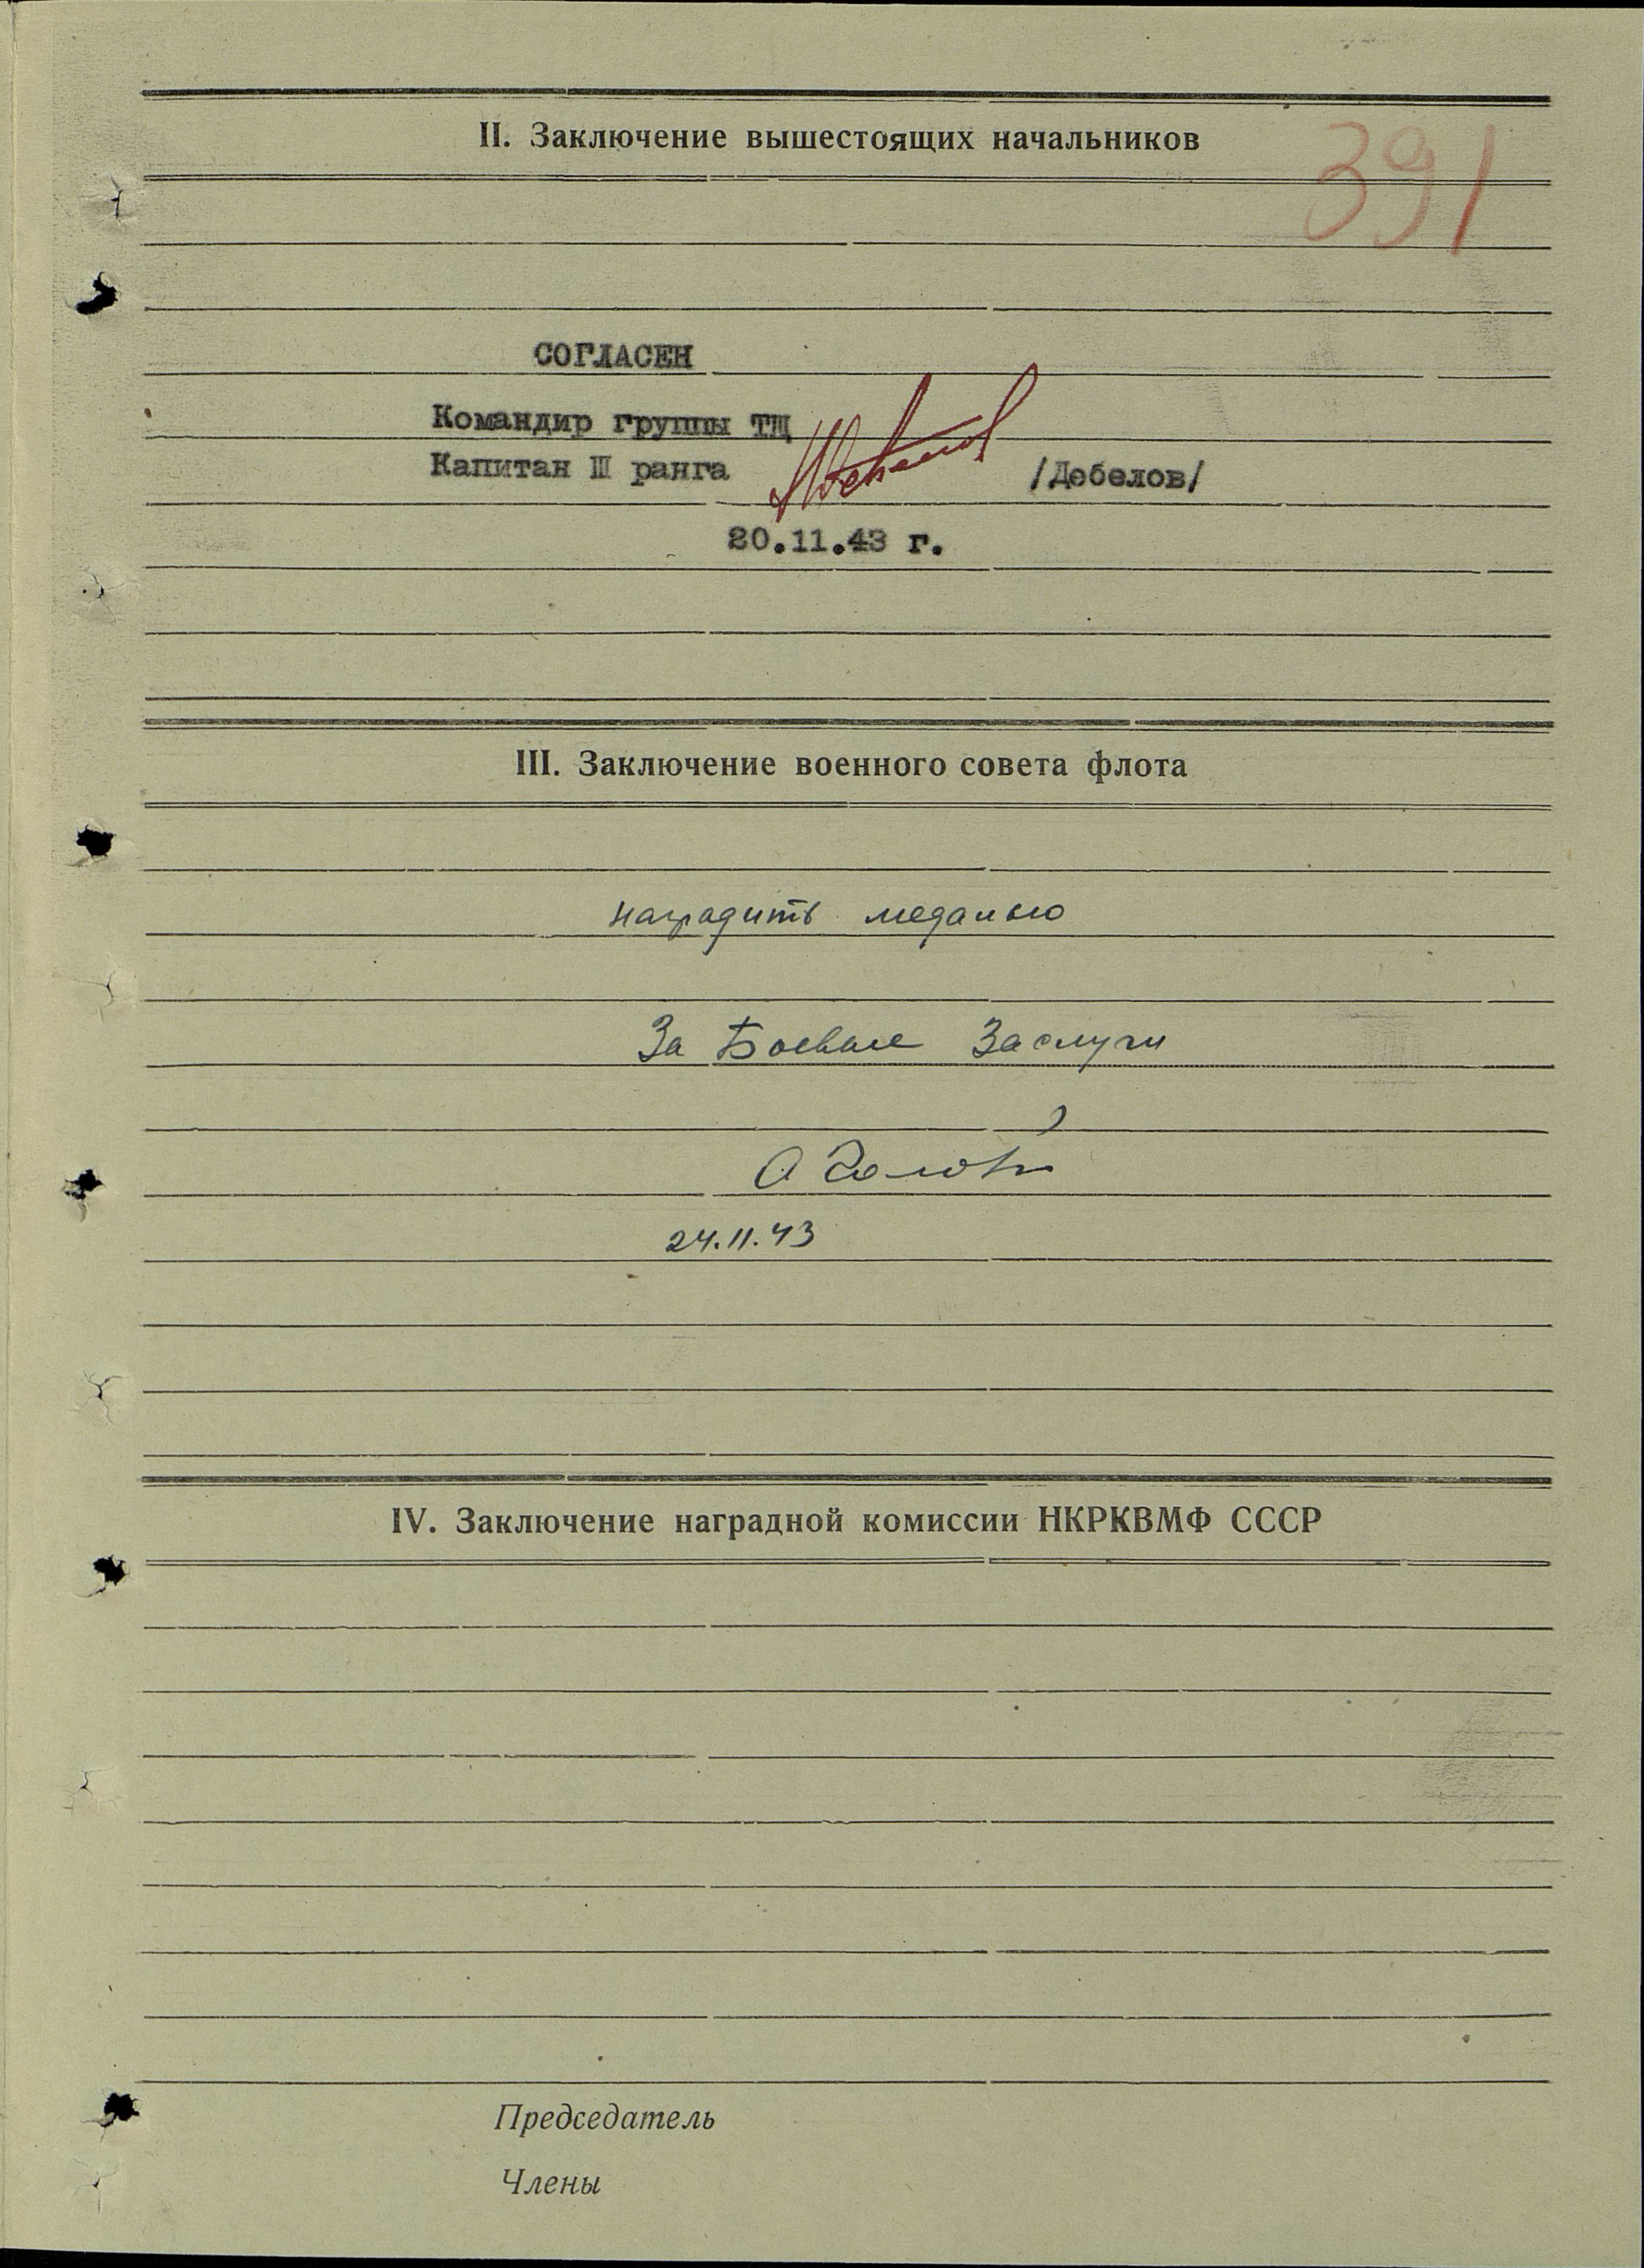 391
II. Заключение вышестоящих начальников
СОГЛАСЕН
Командир группы ТЩ
Капитан III ранга /Дебелов/
20.11.43 г.
III. Заключение военного совета флота
наградить медалью
За Боевые Заслуги
24.11.43
IV. Заключение наградной комиссии НКРКВМФ СССР
Председатель
Члены